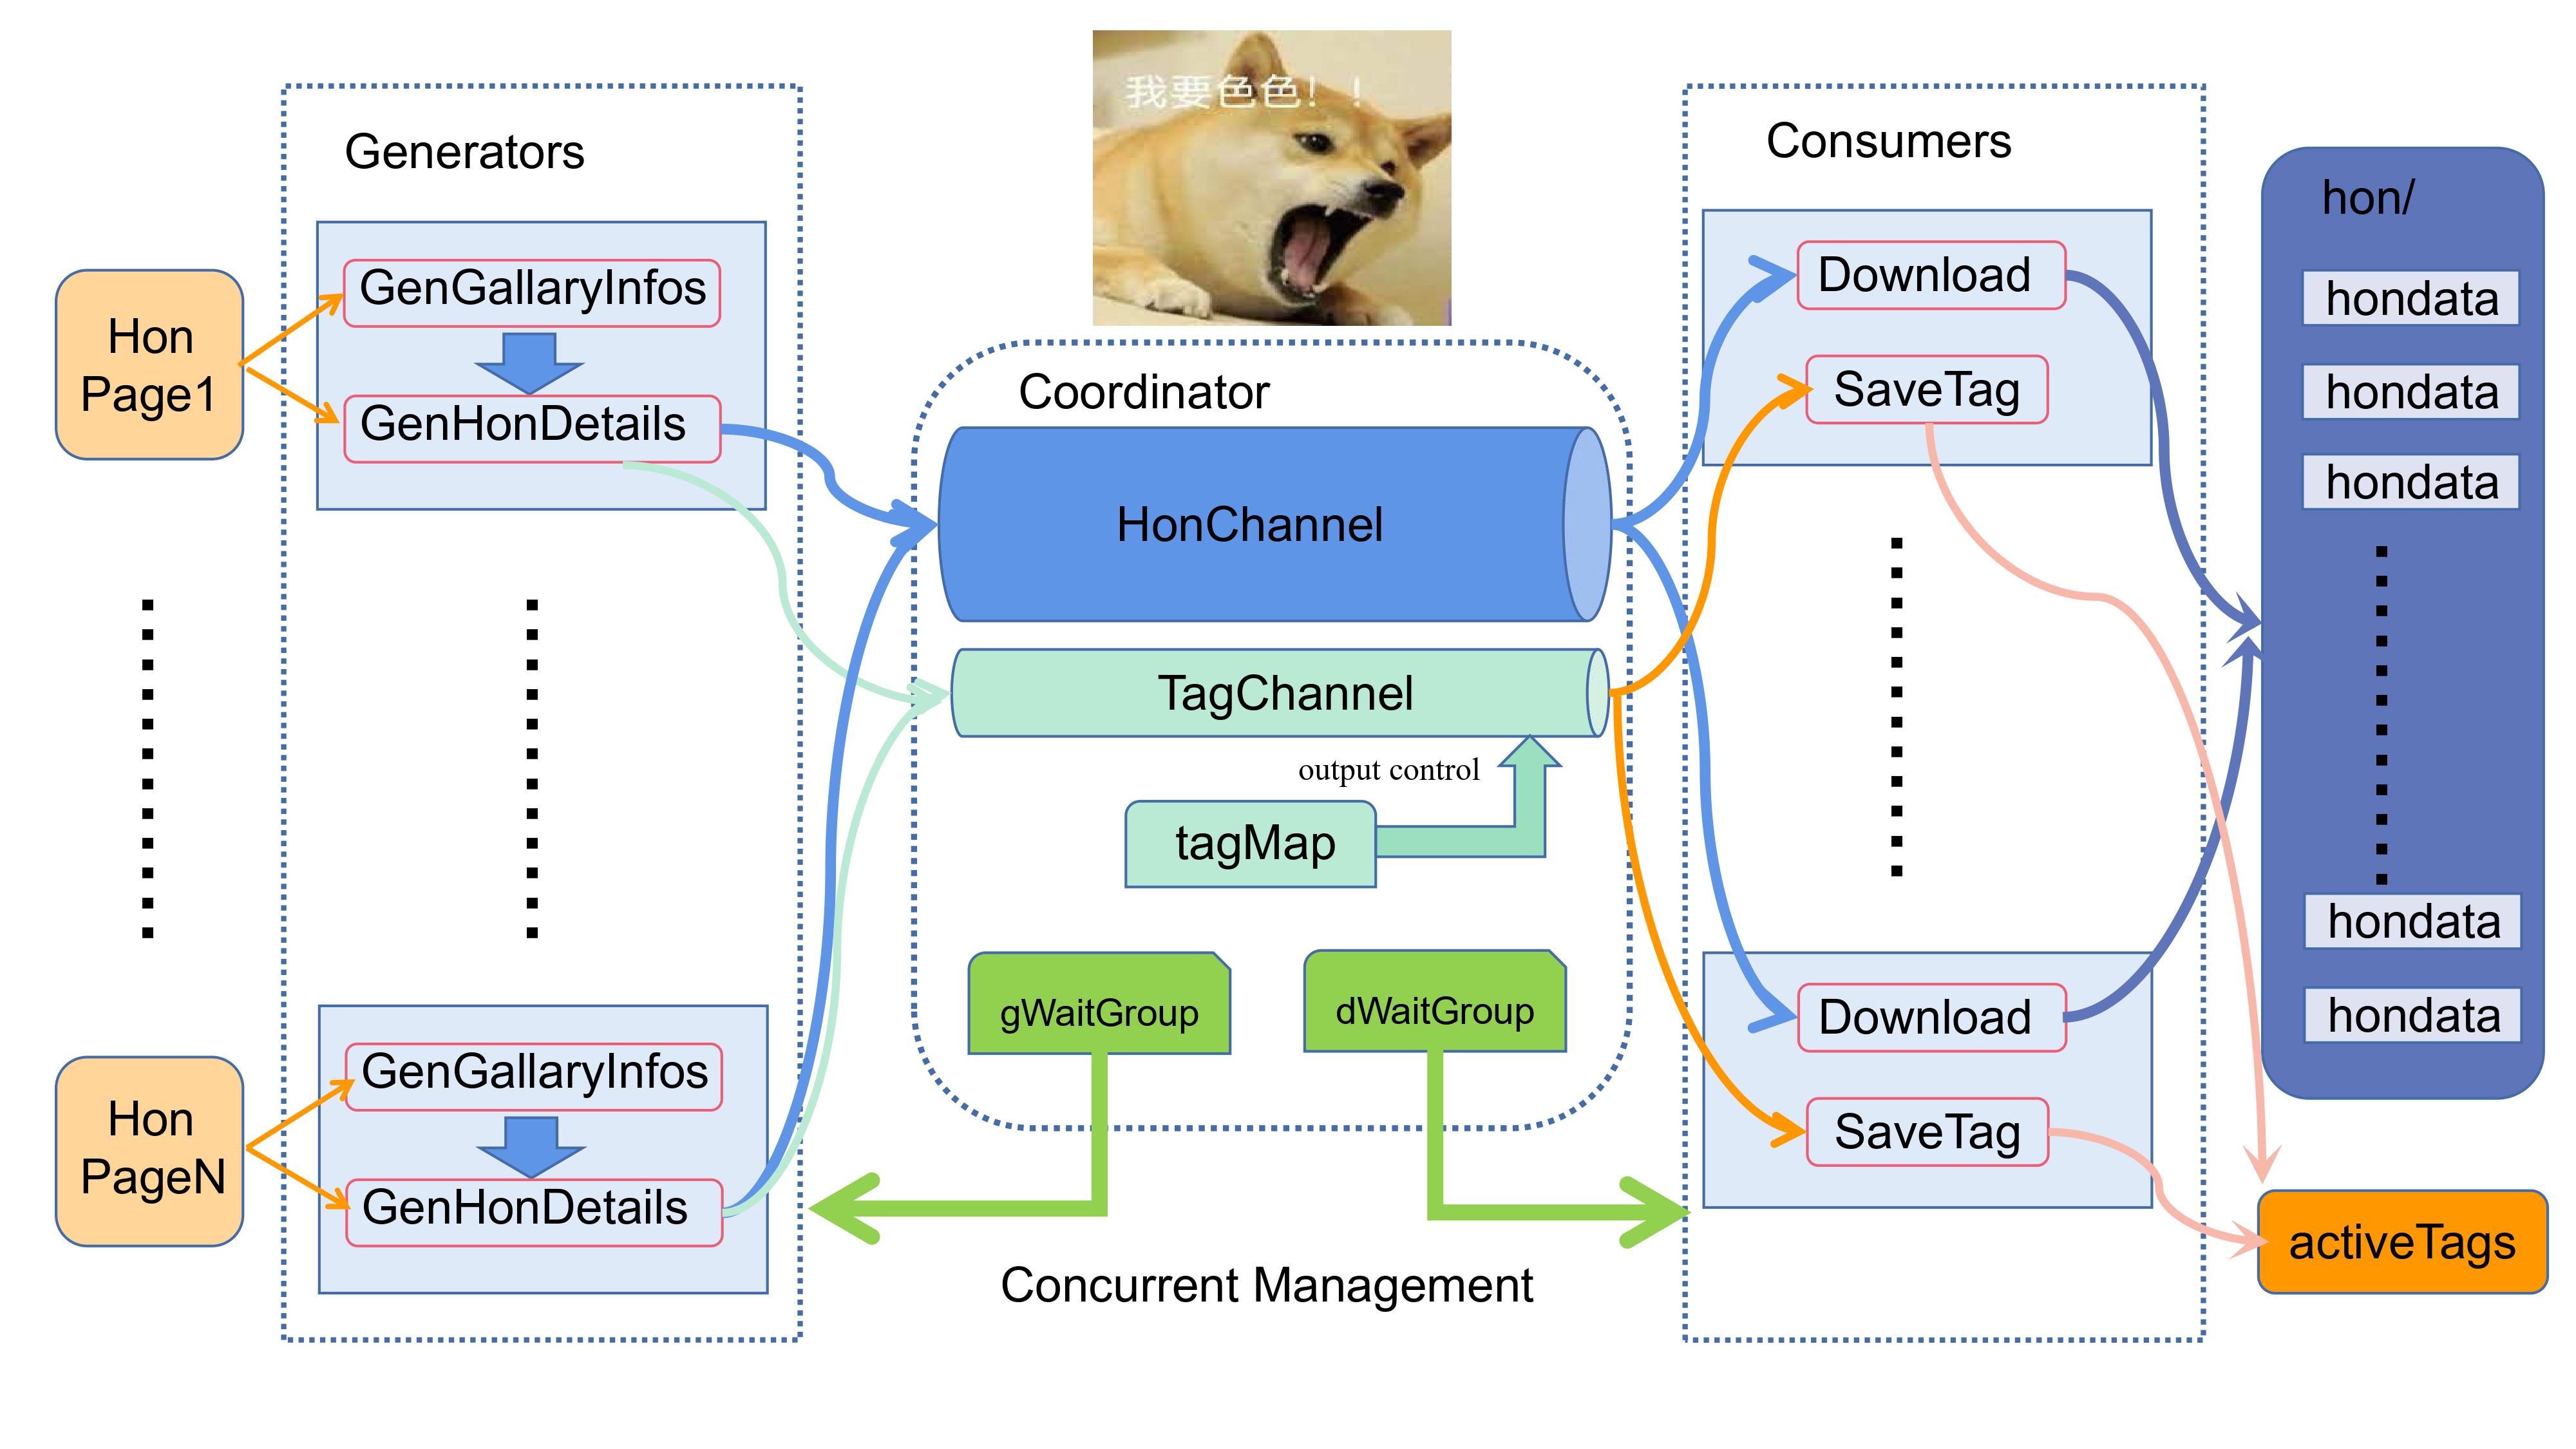 我要色色！！
Generators
Consumers
hon/
Hon
Page1
GenGallaryInfos
GenHonDetails
Coordinator
HonChannel
TagChannel
output control
tagMap
gWaitGroup
dWaitGroup
Concurrent Management
Download
SaveTag
hondata
hondata
hondata
Hon
PageN
GenGallaryInfos
GenHonDetails
Download
SaveTag
hondata
hondata
activeTags